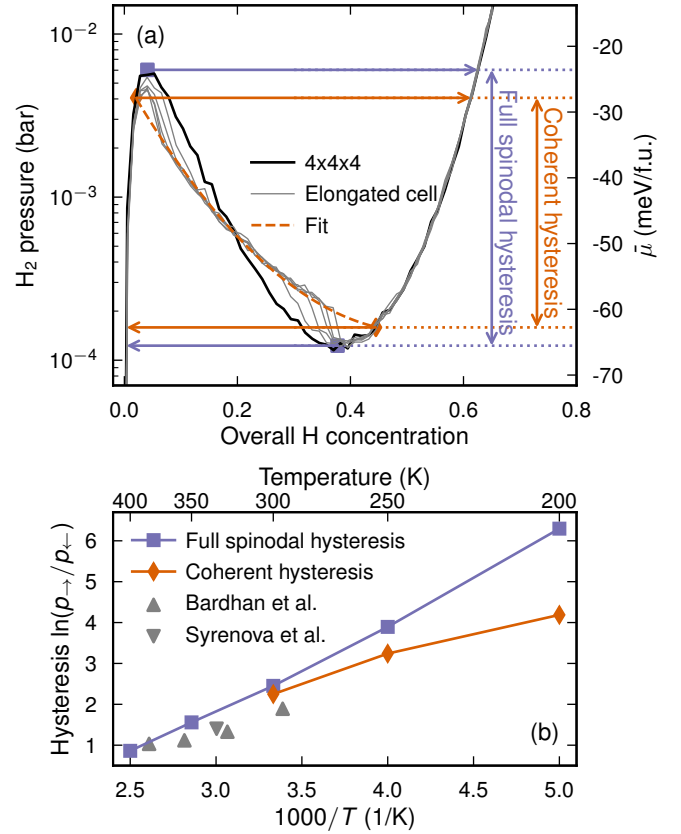 (a)
10⁻²
10⁻³
10⁻⁴
H₂ pressure (bar)
4x4x4
Elongated cell
Fit
Full spinodal hysteresis
Coherent hysteresis
-20
-30
-40
-50
-60
-70
μ̄ (meV/f.u.)
0.0 0.2 0.4 0.6 0.8
Overall H concentration
Temperature (K)
400 350 300 250 200
Hysteresis ln(p→/p←)
6
5
4
3
2
1
Full spinodal hysteresis
Coherent hysteresis
Bardhan et al.
Syrenova et al.
(b)
2.5 3.0 3.5 4.0 4.5 5.0
1000/T (1/K)